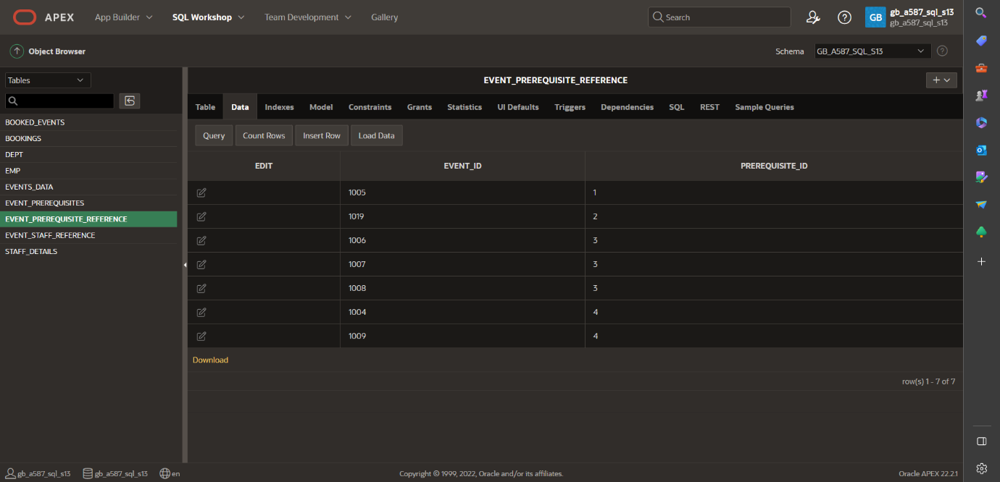 APEX App Builder SQL Workshop Team Development Gallery Search GB gb_a587_sql_s13
gb_a587_sql_s13
Object Browser Schema GB_A587_SQL_S13
Tables
BOOKED_EVENTS
BOOKINGS
DEPT
EMP
EVENTS_DATA
EVENT_PREREQUISITES
EVENT_PREREQUISITE_REFERENCE
EVENT_STAFF_REFERENCE
STAFF_DETAILS
EVENT_PREREQUISITE_REFERENCE
Table Data Indexes Model Constraints Grants Statistics UI Defaults Triggers Dependencies SQL REST Sample Queries
Query Count Rows Insert Row Load Data
EDIT EVENT_ID PREREQUISITE_ID
1005 1
1019 2
1006 3
1007 3
1008 3
1004 4
1009 4
Download
row(s) 1 - 7 of 7
gb_a587_sql_s13 gb_a587_sql_s13 en Copyright © 1999, 2022, Oracle and/or its affiliates. Oracle APEX 22.2.1